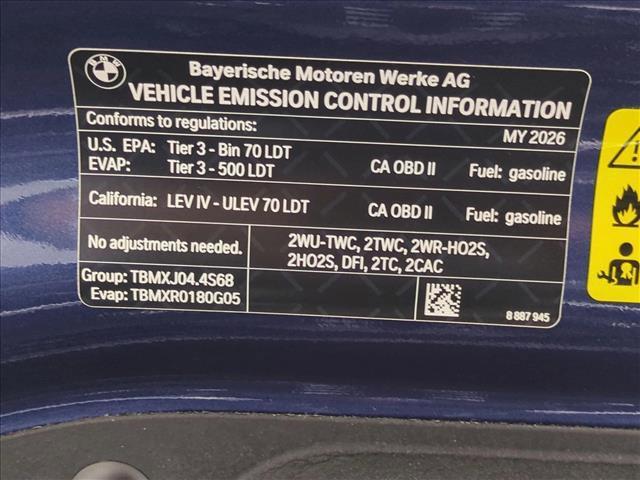 BMW
Bayerische Motoren Werke AG
VEHICLE EMISSION CONTROL INFORMATION
Conforms to regulations: MY 2026
U.S. EPA: Tier 3 - Bin 70 LDT
EVAP: Tier 3 - 500 LDT CA OBD II Fuel: gasoline
California: LEV IV - ULEV 70 LDT CA OBD II Fuel: gasoline
No adjustments needed.
2WU-TWC, 2TWC, 2WR-HO2S,
2HO2S, DFI, 2TC, 2CAC
Group: TBMXJ04.4S68
Evap: TBMXR0180G05
8 887 945